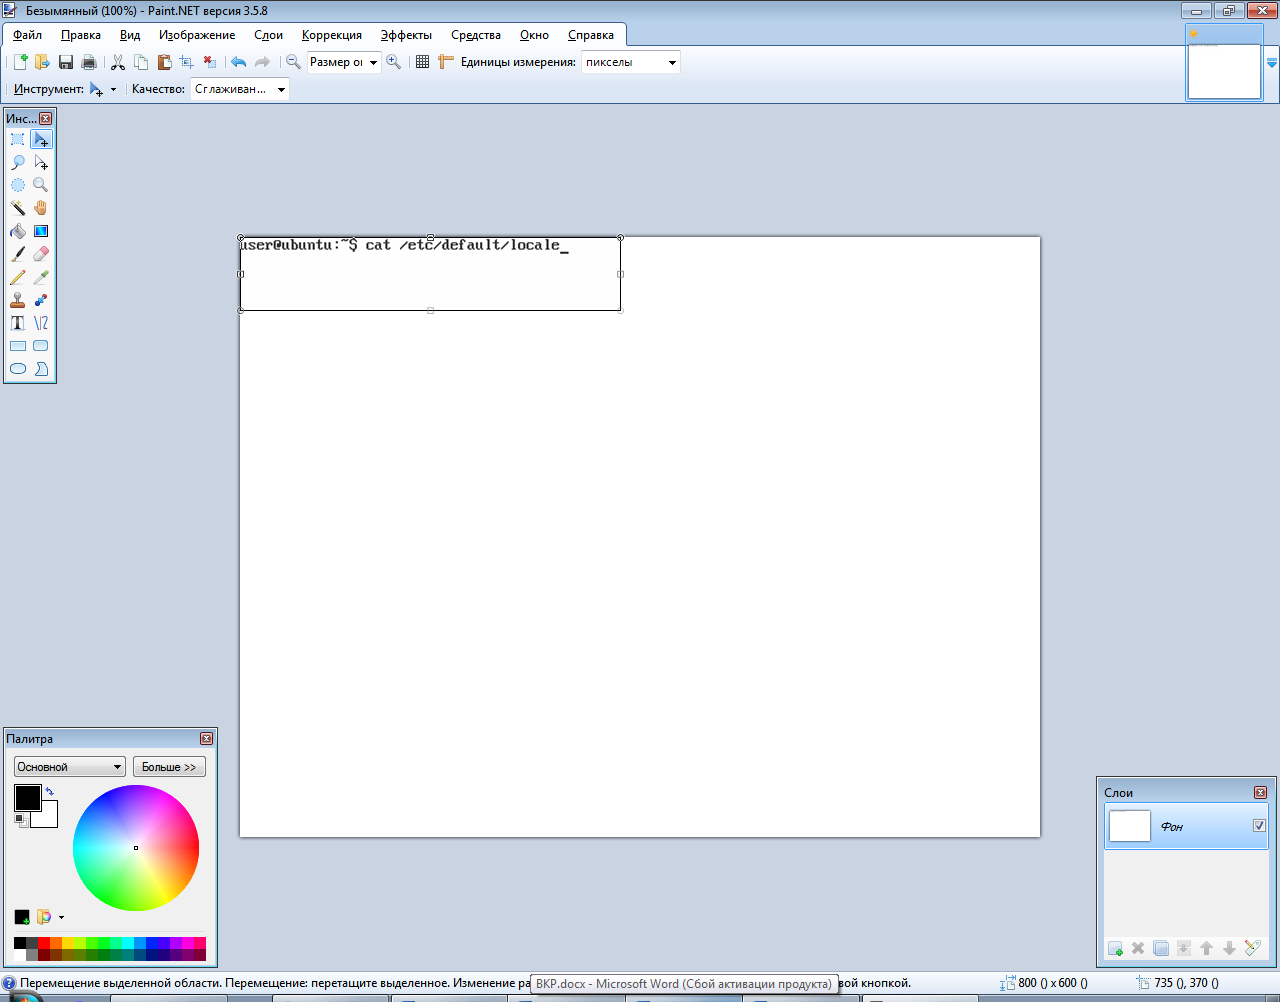 Безымянный (100%) - Paint.NET версия 3.5.8
Файл Правка Вид Изображение Слои Коррекция Эффекты Средства Окно Справка
Размер ог Единицы измерения: пикселы
Инструмент: Качество: Сглаживан...
Инс...
user@ubuntu:~$ cat /etc/default/locale_
Палитра
Основной Больше >>
Слои
Фон
Перемещение выделенной области. Перемещение: перетащите выделенное. Изменение ра
вой кнопкой.
BKP.docx - Microsoft Word (Сбой активации продукта)
800 () x 600 ()
735 (), 370 ()